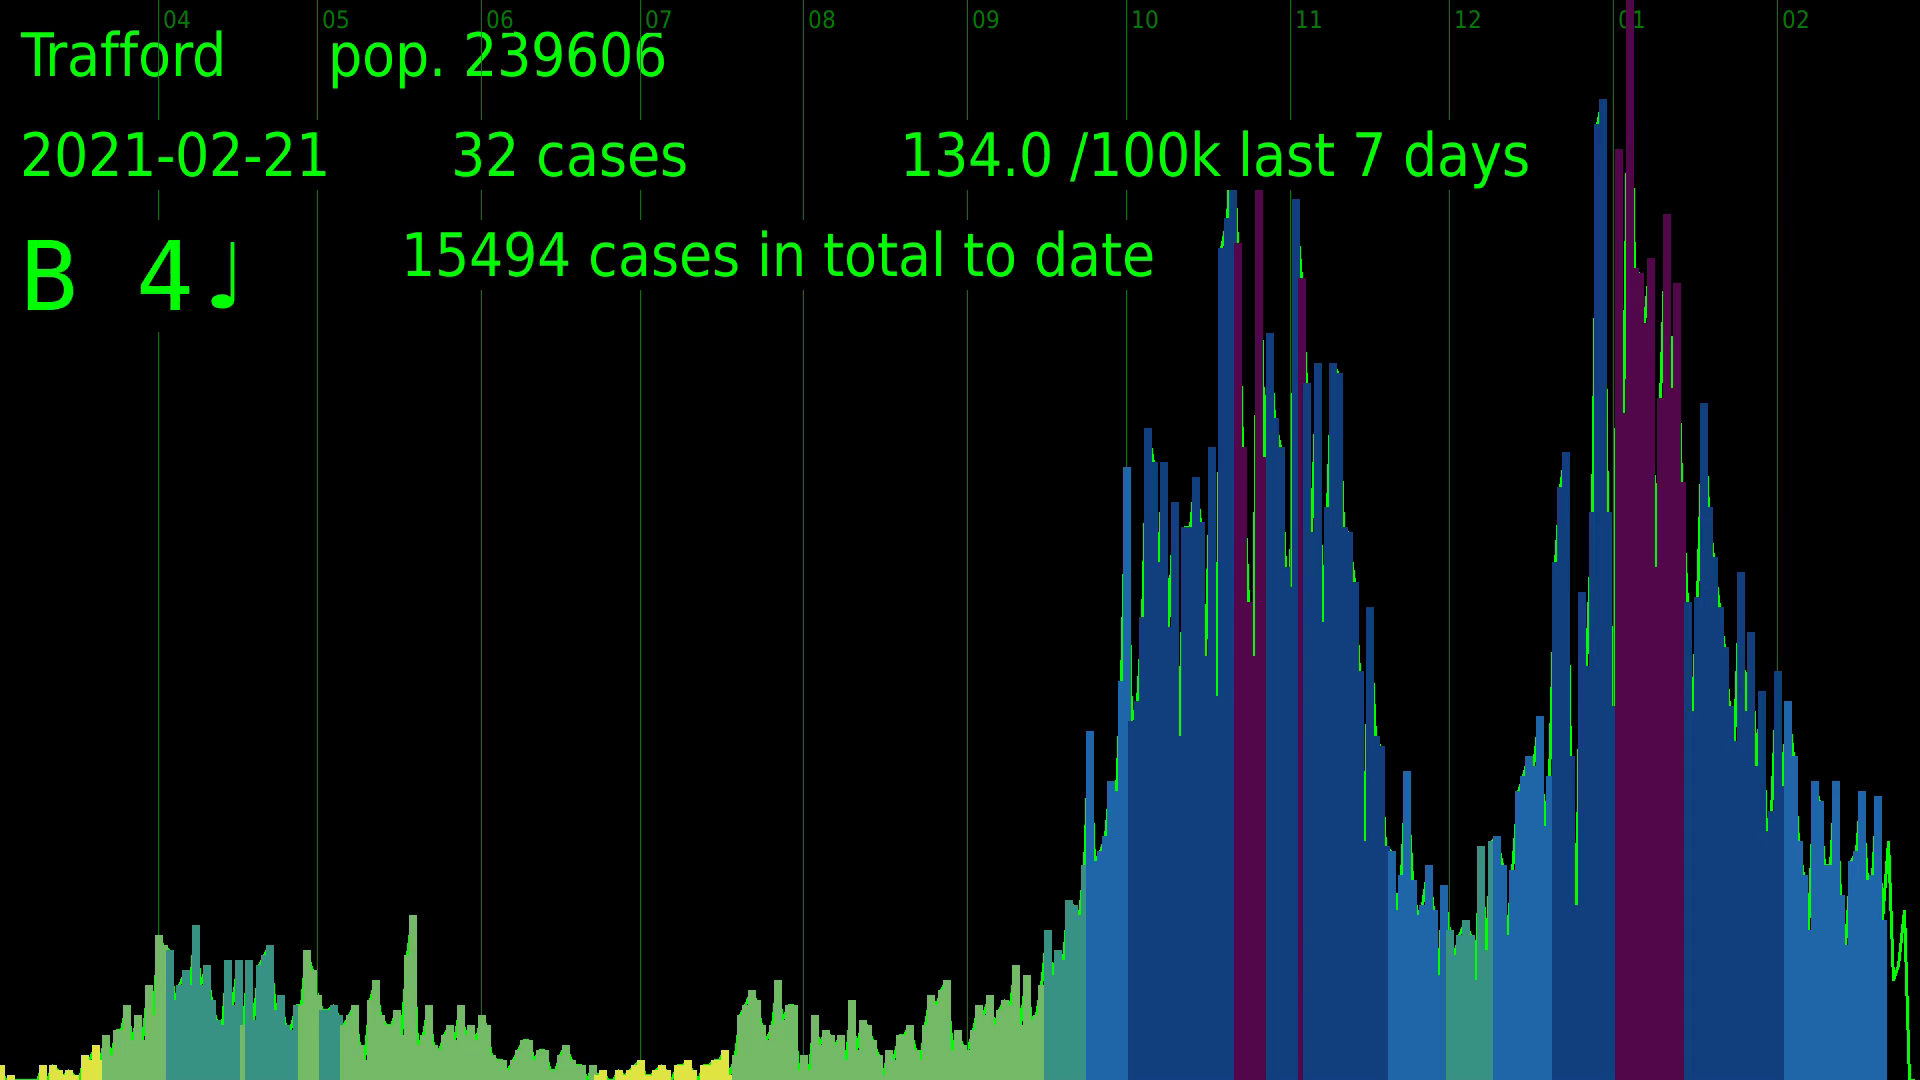 04 05 06 07 08 09 10 11 12 01 02
Trafford pop. 239606
2021-02-21 32 cases 134.0 /100k last 7 days
B 4♩ 15494 cases in total to date